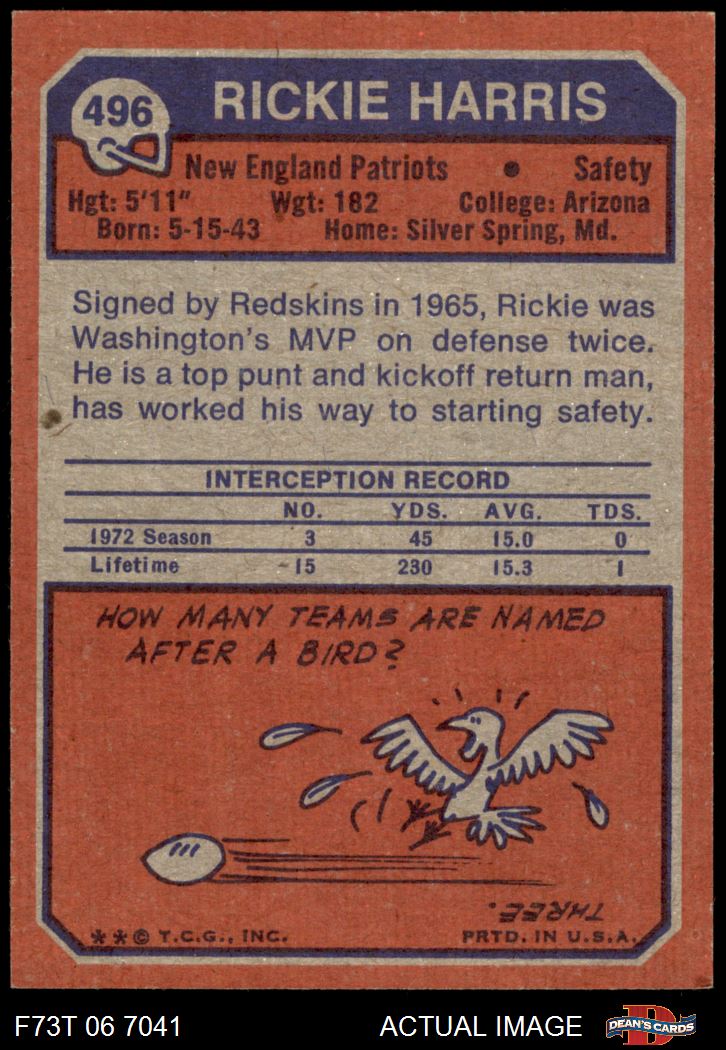 496 RICKIE HARRIS
New England Patriots • Safety
Hgt: 5'11" Wgt: 182 College: Arizona
Born: 5-15-43 Home: Silver Spring, Md.
Signed by Redskins in 1965, Rickie was
Washington's MVP on defense twice.
He is a top punt and kickoff return man,
has worked his way to starting safety.
INTERCEPTION RECORD
NO. YDS. AVG. TDS.
1972 Season 3 45 15.0 0
Lifetime 15 230 15.3 1
HOW MANY TEAMS ARE NAMED
AFTER A BIRD?
THREE.
**© T.C.G., INC. PRTD. IN U.S.A.
F73T 06 7041 ACTUAL IMAGE D DEAN'S CARDS